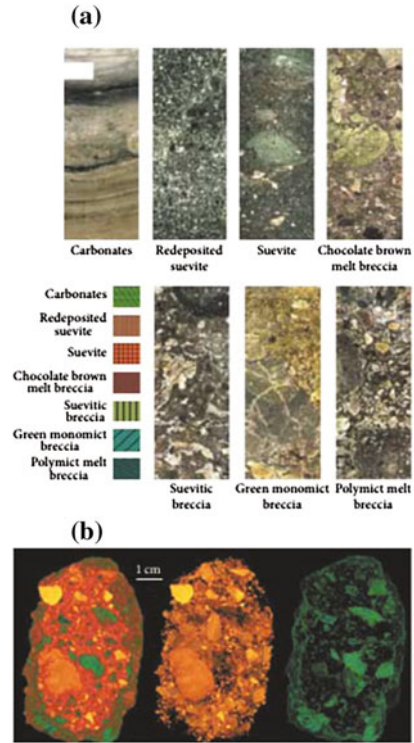 (a)
Carbonates
Redeposited
suevite
Suevite
Chocolate brown
melt breccia
Carbonates
Redeposited
suevite
Suevite
Chocolate brown
melt breccia
Suevitic
breccia
Green monomict
breccia
Polymict melt
breccia
Suevitic
breccia
Green monomict
breccia
Polymict melt
breccia
(b)
1 cm